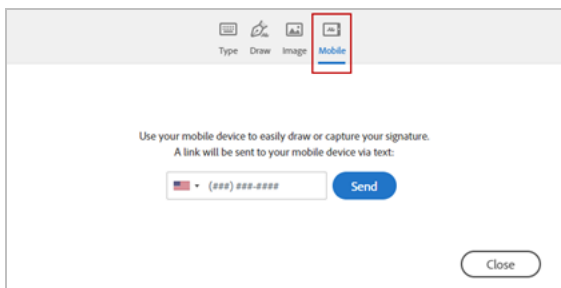 Type Draw Image Mobile
Use your mobile device to easily draw or capture your signature.
A link will be sent to your mobile device via text:
(###) ###-#### Send
Close